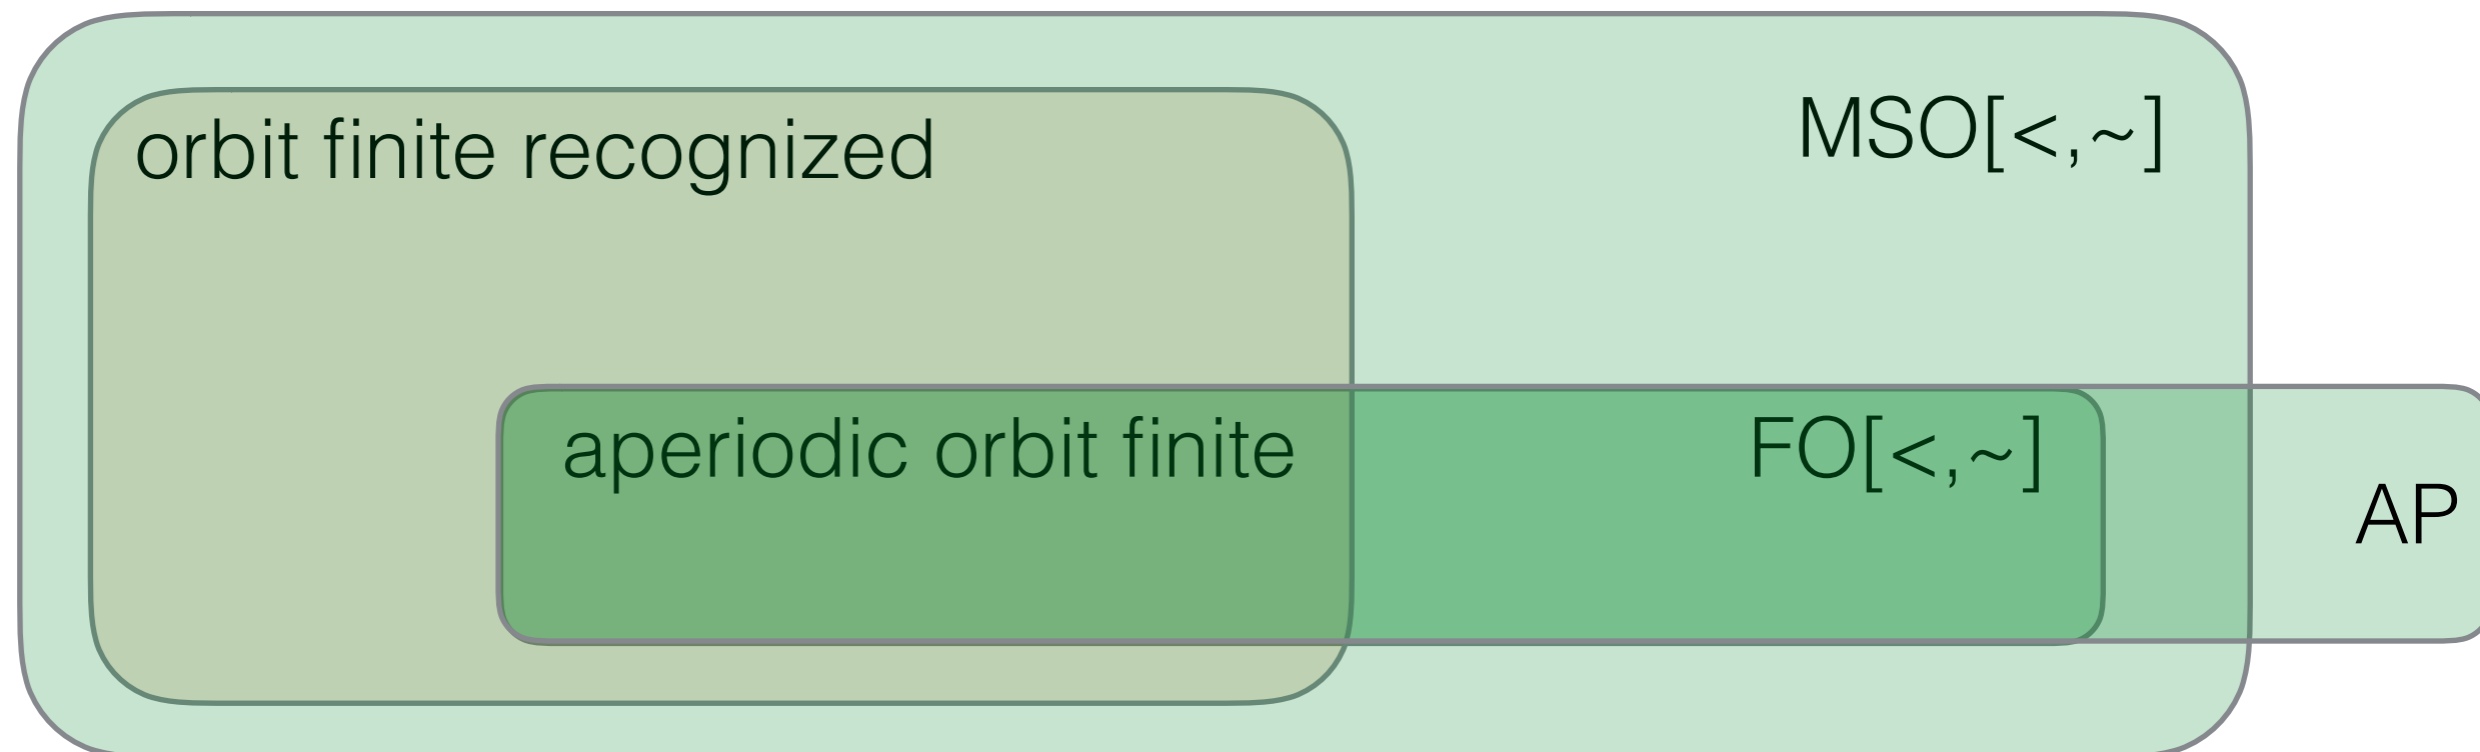 MSO[<,~]
orbit finite recognized
aperiodic orbit finite
FO[<,~]
AP